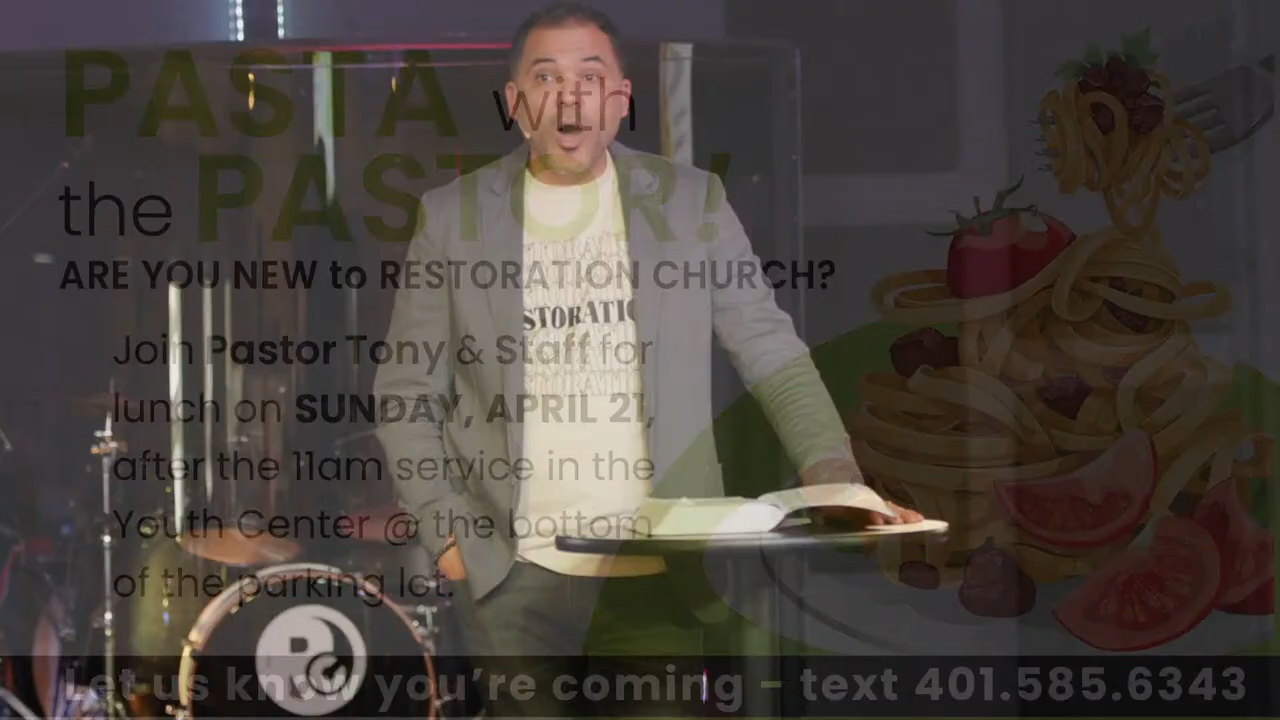 PASTA with
the PASTOR!
ARE YOU NEW to RESTORATION CHURCH?
Join Pastor Tony & Staff for
lunch on SUNDAY, APRIL 21,
after the 11am service in the
Youth Center @ the bottom
of the parking lot.
Let us know you’re coming - text 401.585.6343
STORATIO